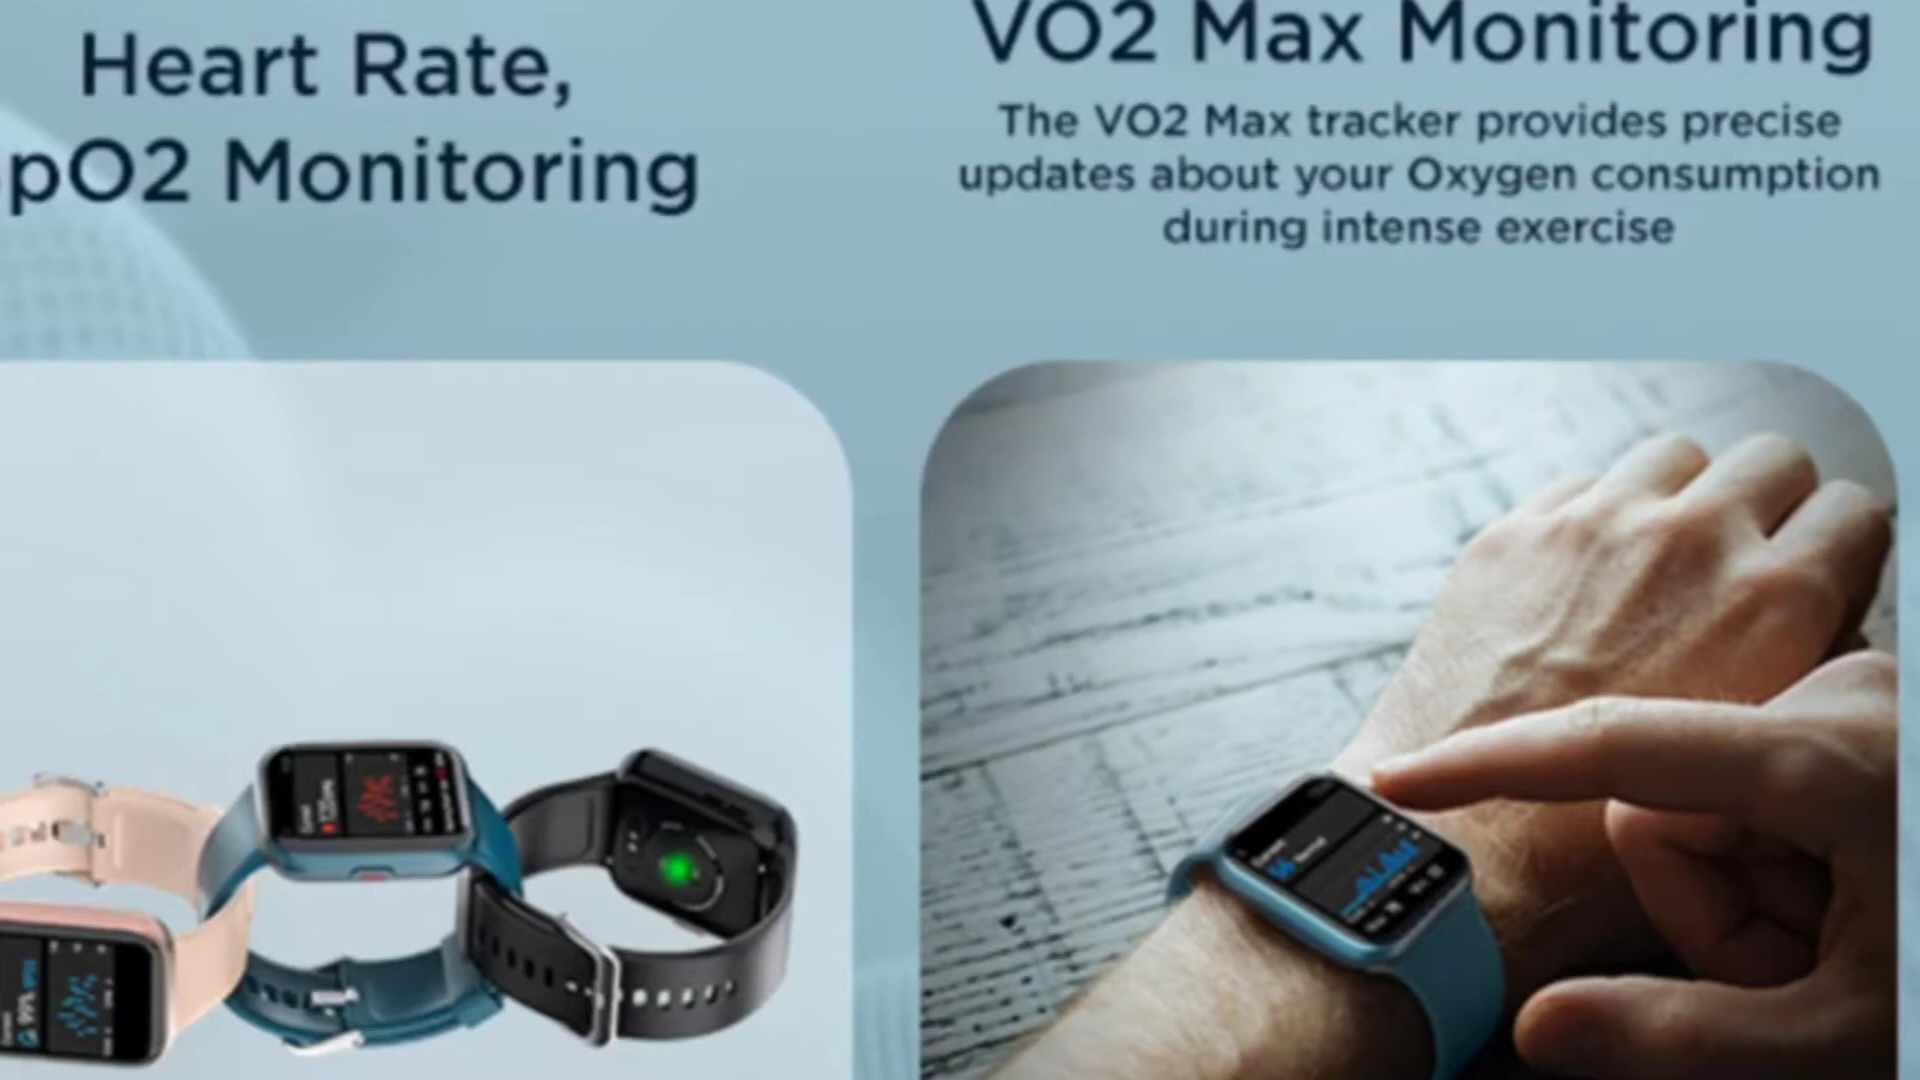 Heart Rate,
pO2 Monitoring
VO2 Max Monitoring
The VO2 Max tracker provides precise
updates about your Oxygen consumption
during intense exercise
99%